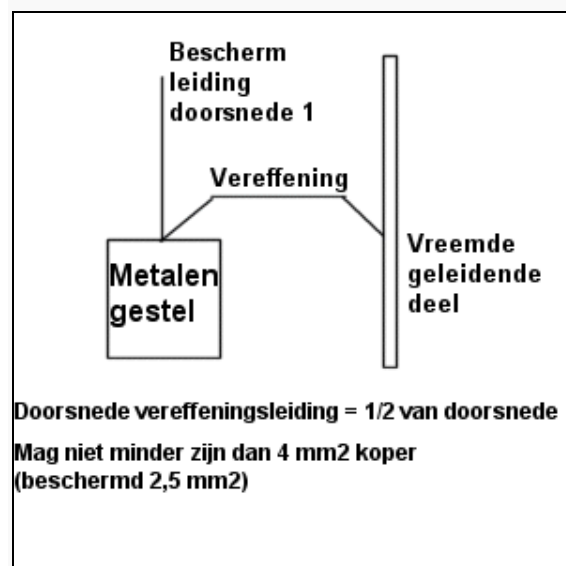 Bescherm
leiding
doorsnede 1
Vereffening
Metalen
gestel
Vreemde
geleidende
deel
Doorsnede vereffeningsleiding = 1/2 van doorsnede
Mag niet minder zijn dan 4 mm2 koper
(beschermd 2,5 mm2)